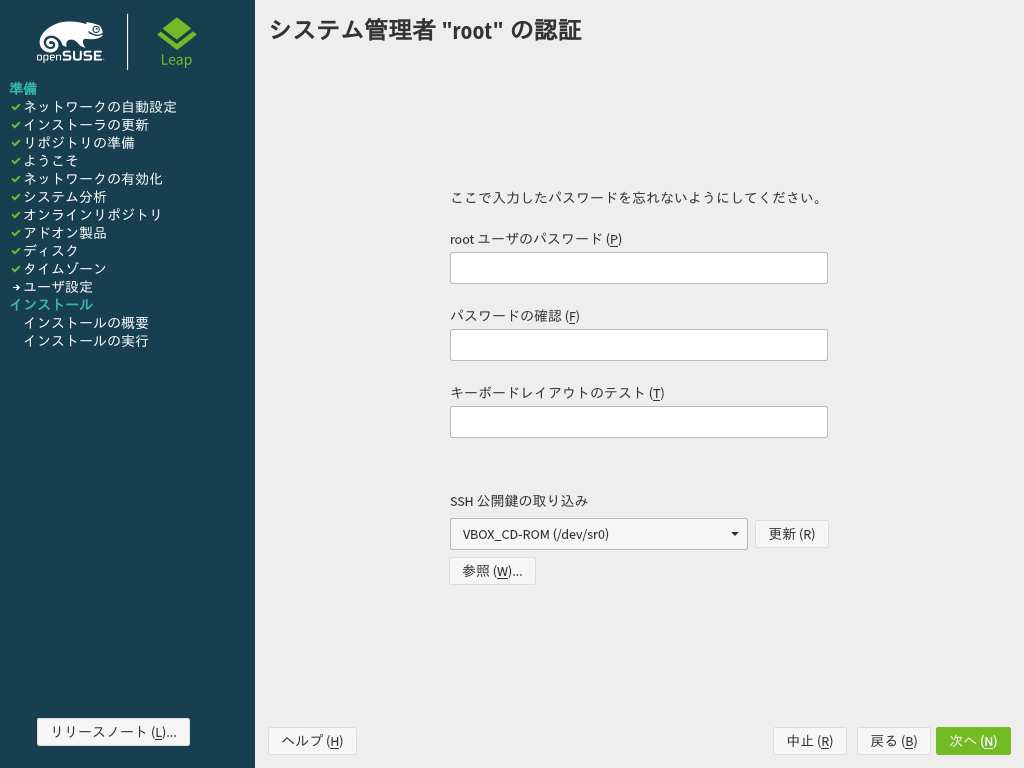 openSUSE
Leap
準備
ネットワークの自動設定
インストーラの更新
リポジトリの準備
ようこそ
ネットワークの有効化
システム分析
オンラインリポジトリ
アドオン製品
ディスク
タイムゾーン
ユーザ設定
インストール
インストールの概要
インストールの実行
リリースノート (L)...
システム管理者 "root" の認証
ここで入力したパスワードを忘れないようにしてください。
root ユーザのパスワード (P)
パスワードの確認 (F)
キーボードレイアウトのテスト (T)
SSH 公開鍵の取り込み
VBOX_CD-ROM (/dev/sr0)
更新 (R)
参照 (W)...
ヘルプ (H)
中止 (R)
戻る (B)
次へ (N)